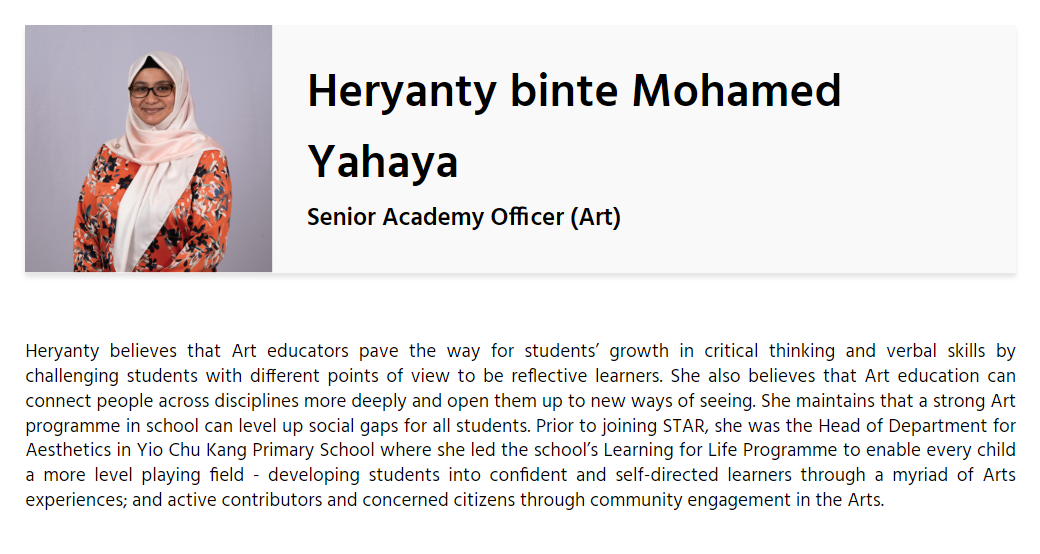 Heryanty binte Mohamed
Yahaya
Senior Academy Officer (Art)
Heryanty believes that Art educators pave the way for students’ growth in critical thinking and verbal skills by
challenging students with different points of view to be reflective learners. She also believes that Art education can
connect people across disciplines more deeply and open them up to new ways of seeing. She maintains that a strong Art
programme in school can level up social gaps for all students. Prior to joining STAR, she was the Head of Department for
Aesthetics in Yio Chu Kang Primary School where she led the school’s Learning for Life Programme to enable every child
a more level playing field - developing students into confident and self-directed learners through a myriad of Arts
experiences; and active contributors and concerned citizens through community engagement in the Arts.